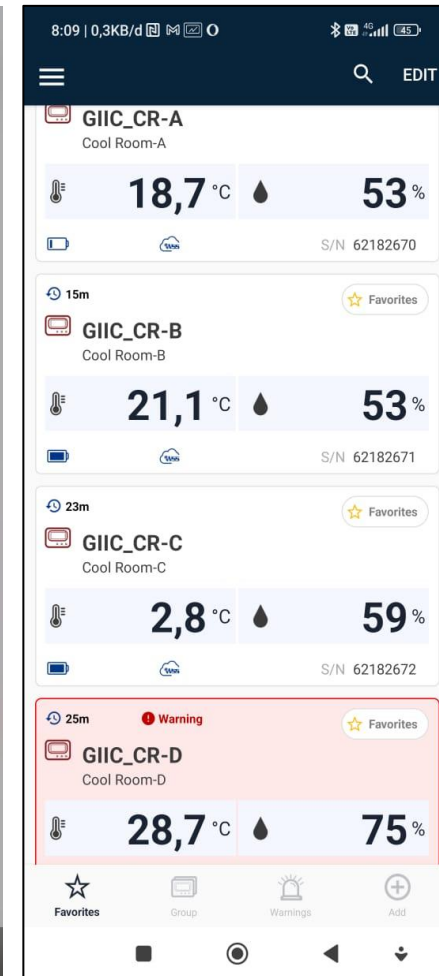 8:09 | 0,3KB/d
4G
45
EDIT
GIIC_CR-A
Cool Room-A
18,7 °C 53 %
S/N 62182670
15m Favorites
GIIC_CR-B
Cool Room-B
21,1 °C 53 %
S/N 62182671
23m Favorites
GIIC_CR-C
Cool Room-C
2,8 °C 59 %
S/N 62182672
25m Warning Favorites
GIIC_CR-D
Cool Room-D
28,7 °C 75 %
Favorites Group Warnings Add